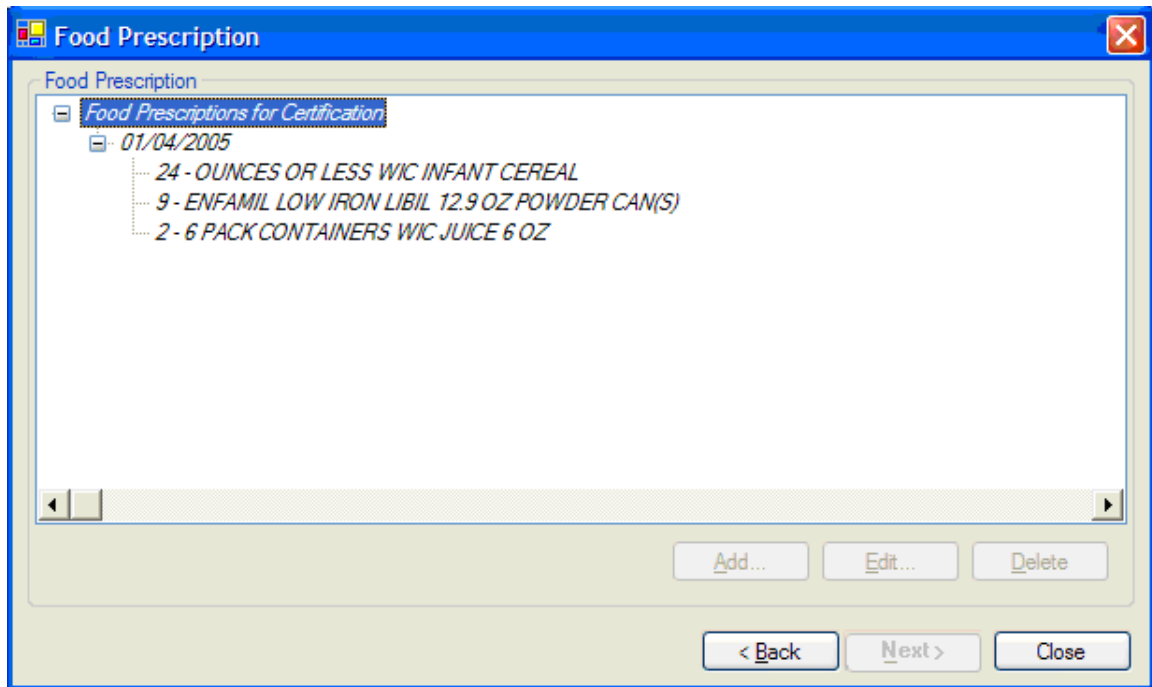 Food Prescription
Food Prescription
Food Prescriptions for Certification
01/04/2005
24 - OUNCES OR LESS WIC INFANT CEREAL
9 - ENFAMIL LOW IRON LIBIL 12.9 OZ POWDER CAN(S)
2 - 6 PACK CONTAINERS WIC JUICE 6 OZ
Add... Edit... Delete
< Back Next > Close